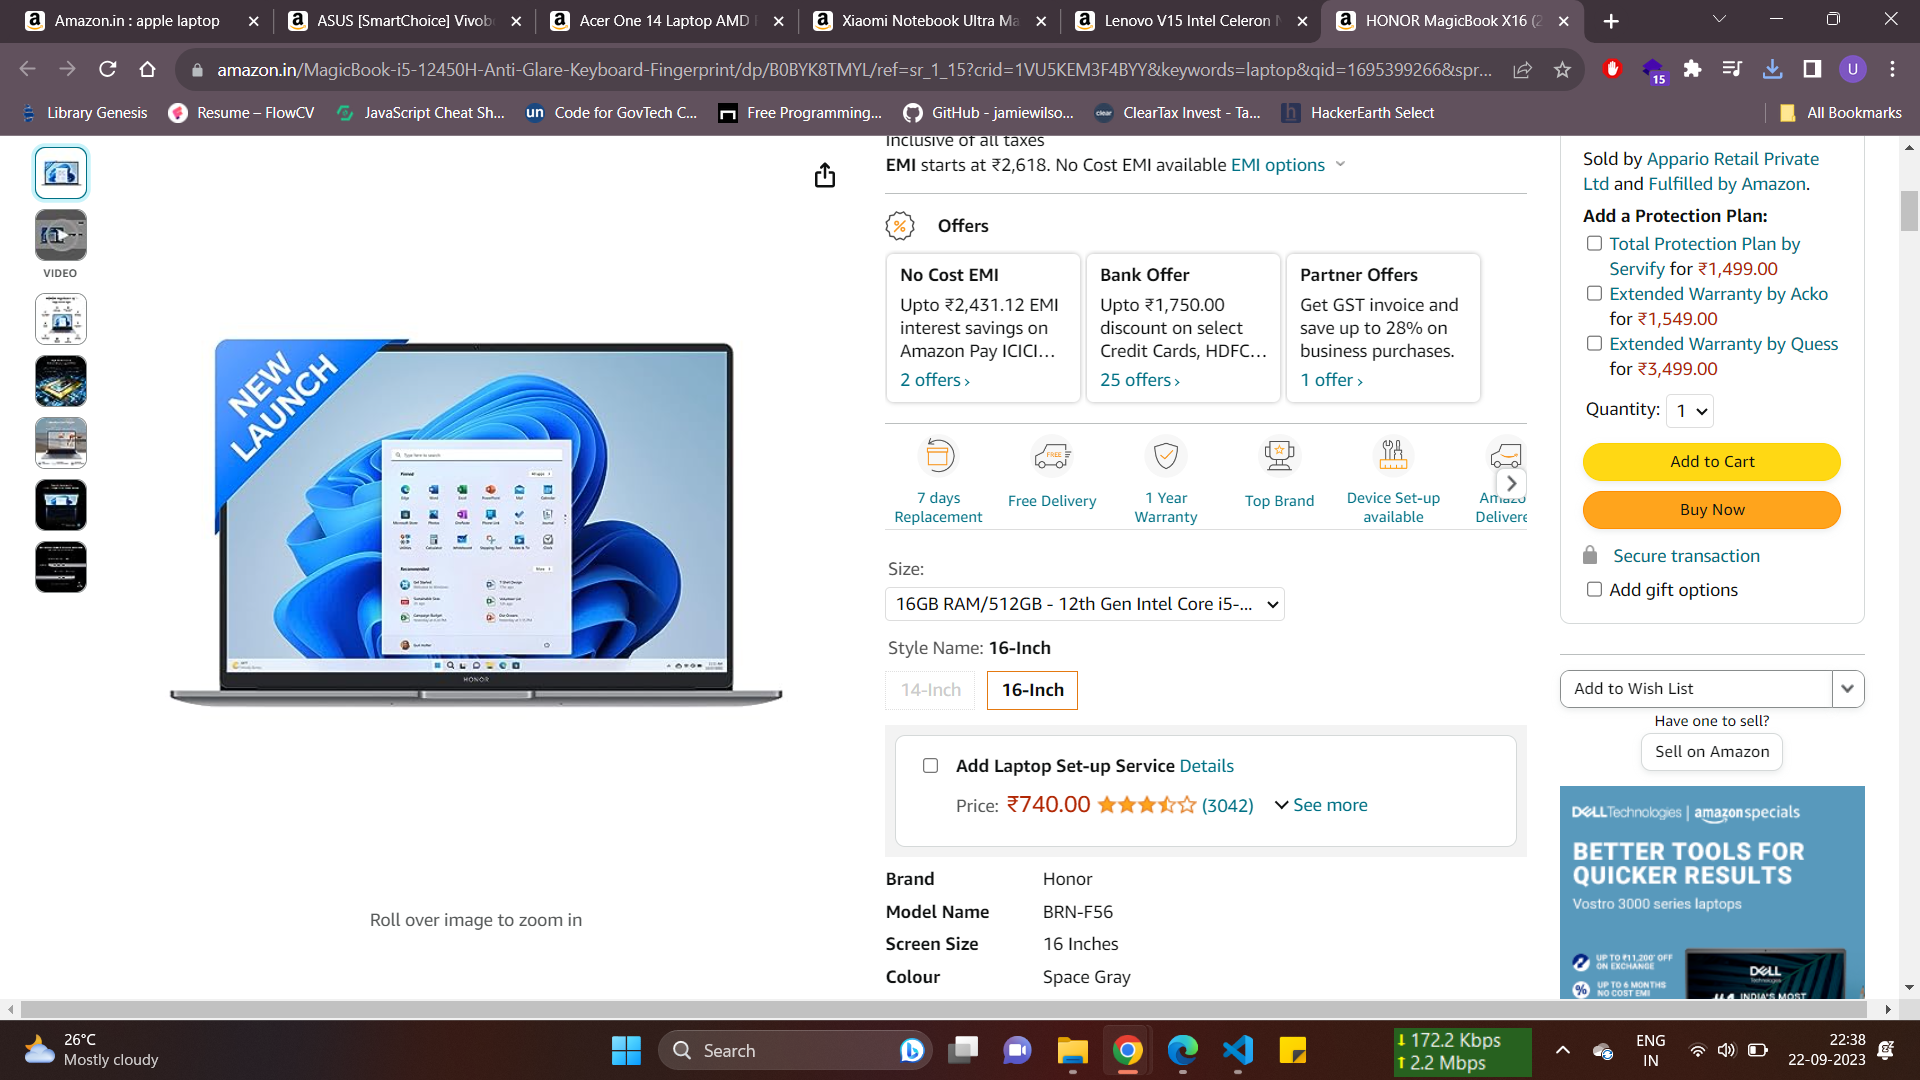 Amazon.in : apple laptop
ASUS [SmartChoice] Vivobo
Acer One 14 Laptop AMD
Xiaomi Notebook Ultra Ma
Lenovo V15 Intel Celeron
HONOR MagicBook X16 (2
amazon.in/MagicBook-i5-12450H-Anti-Glare-Keyboard-Fingerprint/dp/B0BYK8TMYL/ref=sr_1_15?crid=1VU5KEM3F4BYY&keywords=laptop&qid=1695399266&spr...
15
U
Library Genesis
Resume – FlowCV
JavaScript Cheat Sh...
un
Code for GovTech C...
Free Programming...
GitHub - jamiewilso...
clear
ClearTax Invest - Ta...
h
HackerEarth Select
All Bookmarks
VIDEO
NEW
LAUNCH
Type here to search
Pinned
All apps
Recommended
HONOR
Roll over image to zoom in
Inclusive of all taxes
EMI starts at ₹2,618. No Cost EMI available EMI options
Offers
No Cost EMI
Upto ₹2,431.12 EMI
interest savings on
Amazon Pay ICICI...
2 offers ›
Bank Offer
Upto ₹1,750.00
discount on select
Credit Cards, HDFC...
25 offers ›
Partner Offers
Get GST invoice and
save up to 28% on
business purchases.
1 offer ›
7 days
Replacement
FREE
Free Delivery
1 Year
Warranty
Top Brand
Device Set-up
available
Amazo
Delivere
Size:
16GB RAM/512GB - 12th Gen Intel Core i5-...
Style Name: 16-Inch
14-Inch
16-Inch
Add Laptop Set-up Service Details
Price: ₹740.00 (3042) See more
Brand Honor
Model Name BRN-F56
Screen Size 16 Inches
Colour Space Gray
Sold by Appario Retail Private
Ltd and Fulfilled by Amazon.
Add a Protection Plan:
Total Protection Plan by
Servify for ₹1,499.00
Extended Warranty by Acko
for ₹1,549.00
Extended Warranty by Quess
for ₹3,499.00
Quantity: 1
Add to Cart
Buy Now
Secure transaction
Add gift options
Add to Wish List
Have one to sell?
Sell on Amazon
DELLTechnologies | amazonspecials
BETTER TOOLS FOR
QUICKER RESULTS
Vostro 3000 series laptops
UP TO ₹11,200* OFF
ON EXCHANGE
UP TO 6 MONTHS
NO COST EMI
DELL
INDIA'S MOST
26°C
Mostly cloudy
Search
172.2 Kbps
2.2 Mbps
ENG
IN
22:38
22-09-2023